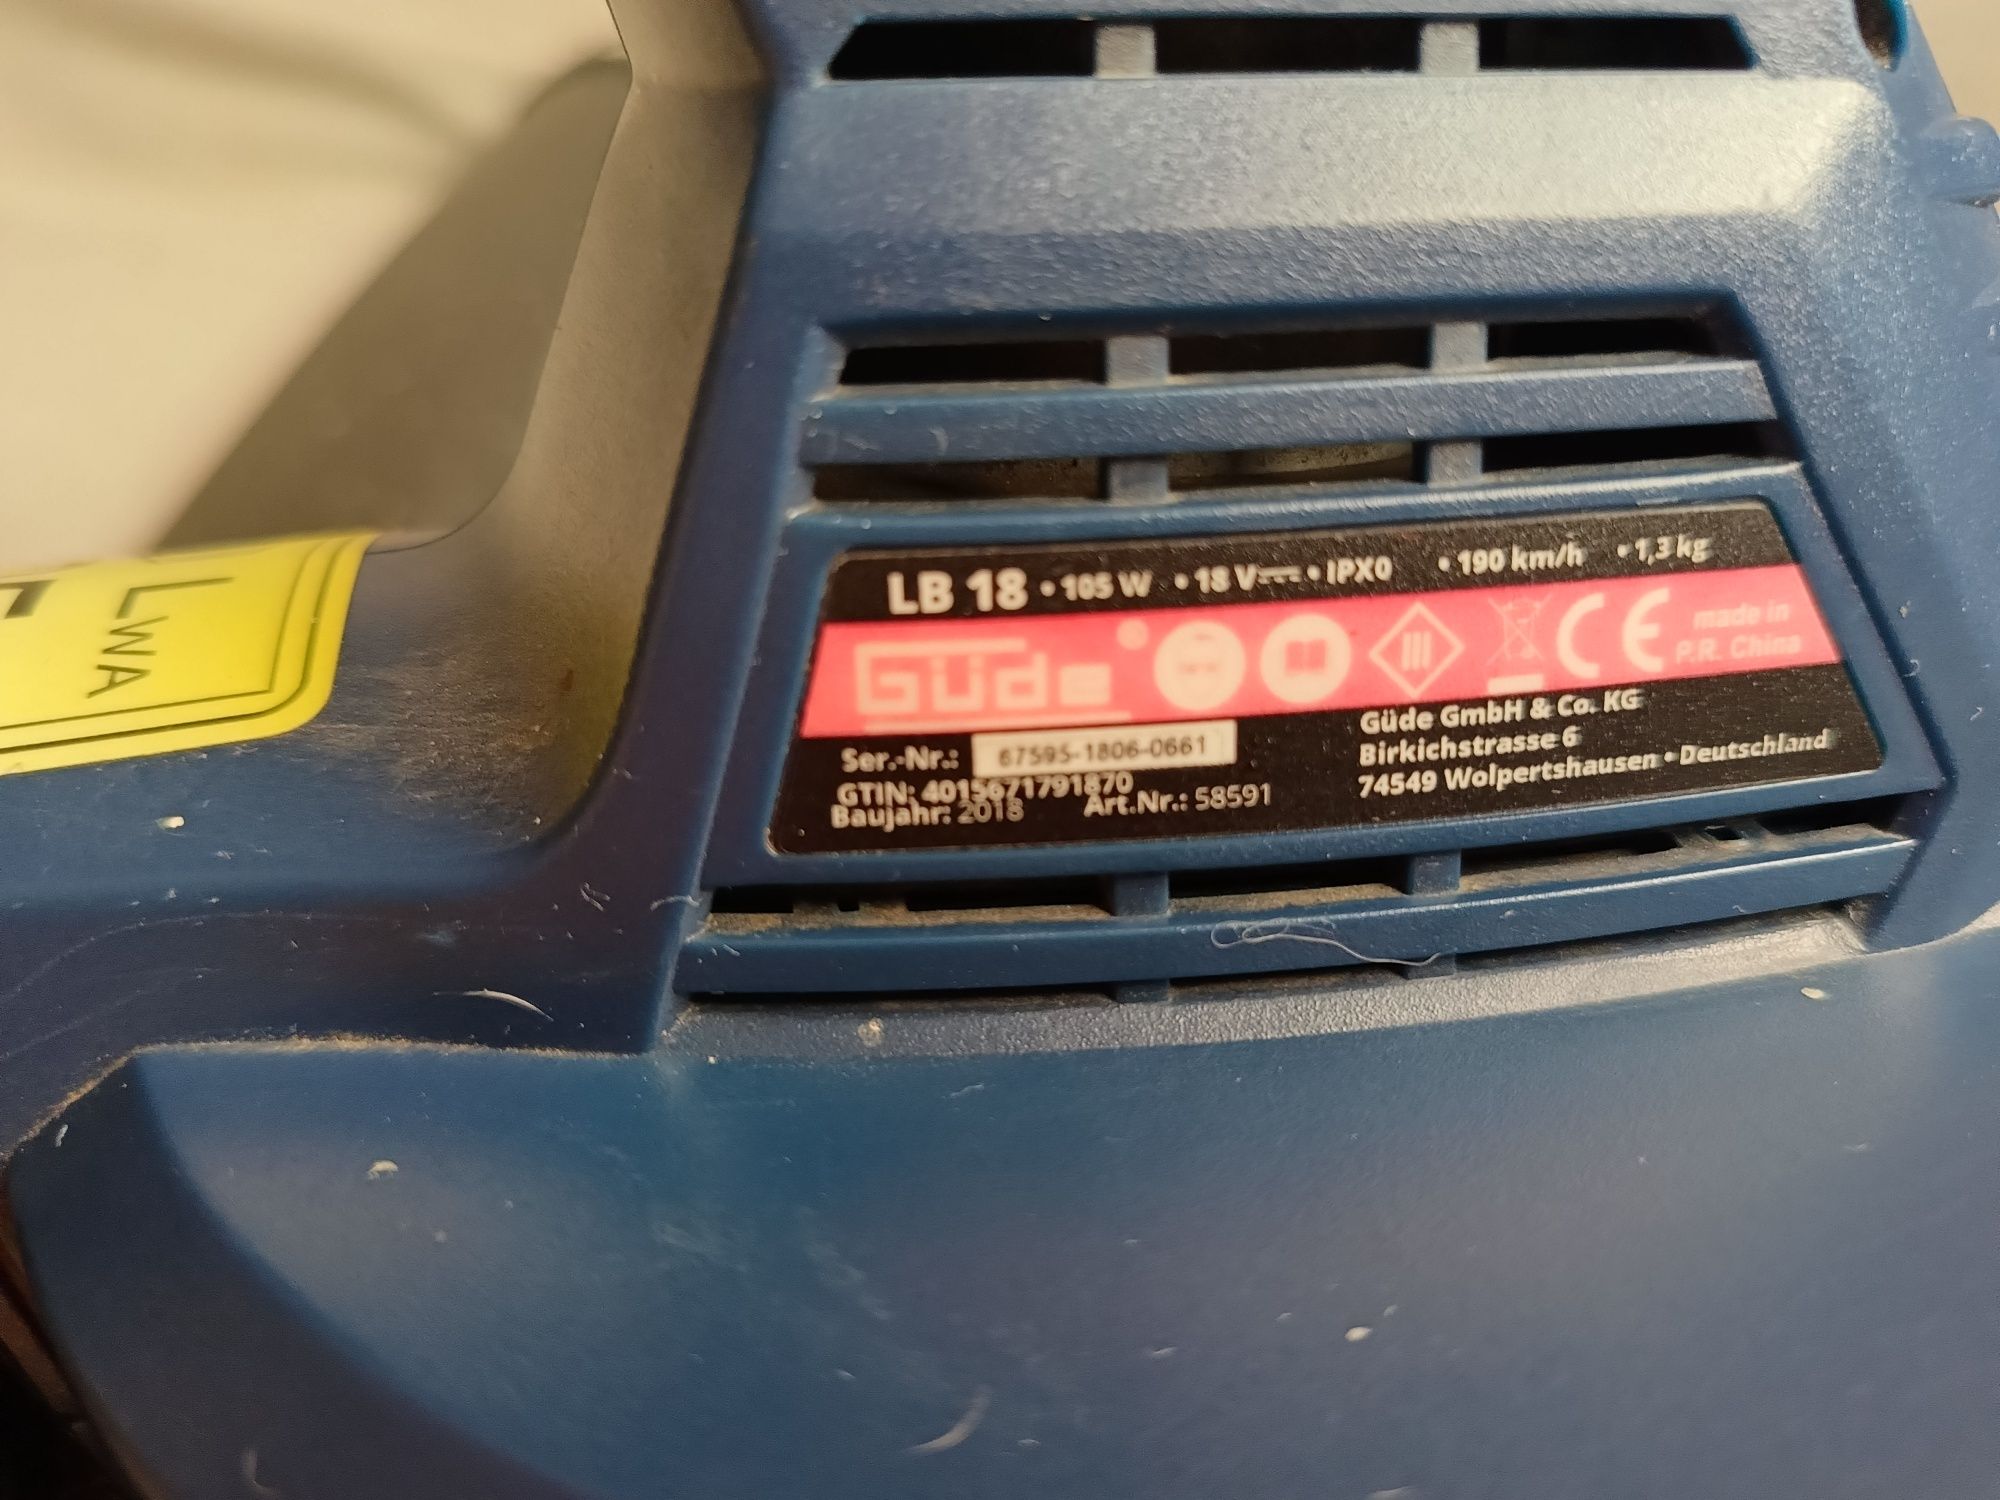 LWA
LB 18 • 105 W • 18 V • IPX0 • 190 km/h • 1,3 kg
Güde®
CE
made in
P.R. China
Ser.-Nr.: 67595-1806-0661
GTIN: 4015671791870
Baujahr: 2018 Art.Nr.: 58591
Güde GmbH & Co. KG
Birkichstrasse 6
74549 Wolpertshausen • Deutschland